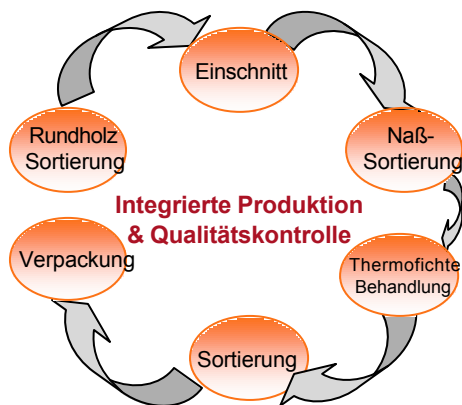 Einschnitt
Rundholz
Sortierung
Naß-
Sortierung
Integrierte Produktion
& Qualitätskontrolle
Verpackung
Thermofichte
Behandlung
Sortierung